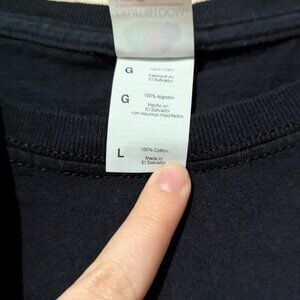 G
100% Coton
Fabriqué au
El Salvador
G
100% Algodón
Hecho en
El Salvador
con insumos importados
L
100% Cotton
Made in
El Salvador